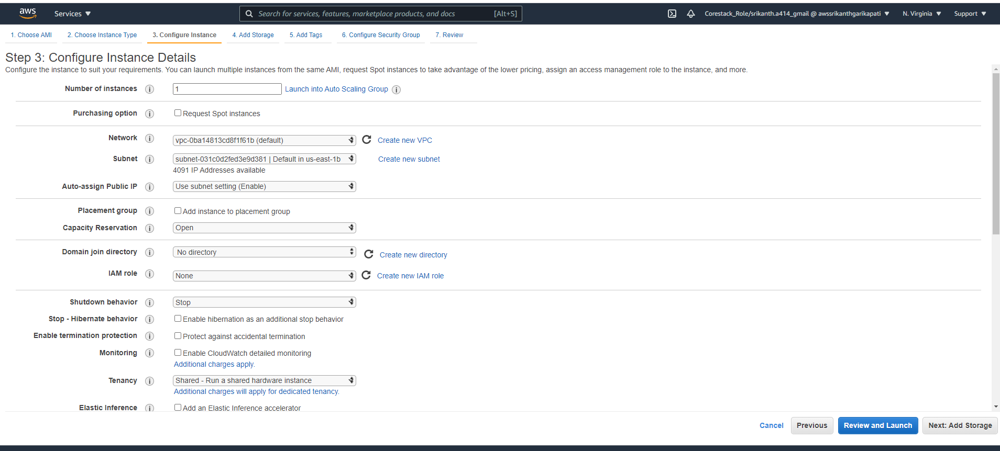 aws Services Search for services, features, marketplace products, and docs [Alt+S] Corestack_Role/srikanth.a414_gmail @ awssrikanthgarikapati N. Virginia Support
1. Choose AMI 2. Choose Instance Type 3. Configure Instance 4. Add Storage 5. Add Tags 6. Configure Security Group 7. Review
Step 3: Configure Instance Details
Configure the instance to suit your requirements. You can launch multiple instances from the same AMI, request Spot instances to take advantage of the lower pricing, assign an access management role to the instance, and more.
Number of instances i 1 Launch into Auto Scaling Group i
Purchasing option i Request Spot instances
Network i vpc-0ba14813cd8f1f61b (default) Create new VPC
Subnet i subnet-031c0d2fed3e9d381 | Default in us-east-1b Create new subnet
4091 IP Addresses available
Auto-assign Public IP i Use subnet setting (Enable)
Placement group i Add instance to placement group
Capacity Reservation i Open
Domain join directory i No directory Create new directory
IAM role i None Create new IAM role
Shutdown behavior i Stop
Stop - Hibernate behavior i Enable hibernation as an additional stop behavior
Enable termination protection i Protect against accidental termination
Monitoring i Enable CloudWatch detailed monitoring
Additional charges apply.
Tenancy i Shared - Run a shared hardware instance
Additional charges will apply for dedicated tenancy.
Elastic Inference i Add an Elastic Inference accelerator
Cancel Previous Review and Launch Next: Add Storage